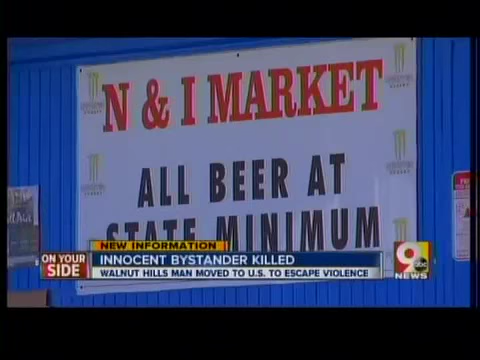 N & I MARKET
ALL BEER AT
STATE MINIMUM
NEW INFORMATION
ON YOUR SIDE
INNOCENT BYSTANDER KILLED
WALNUT HILLS MAN MOVED TO U.S. TO ESCAPE VIOLENCE
9 abc
NEWS